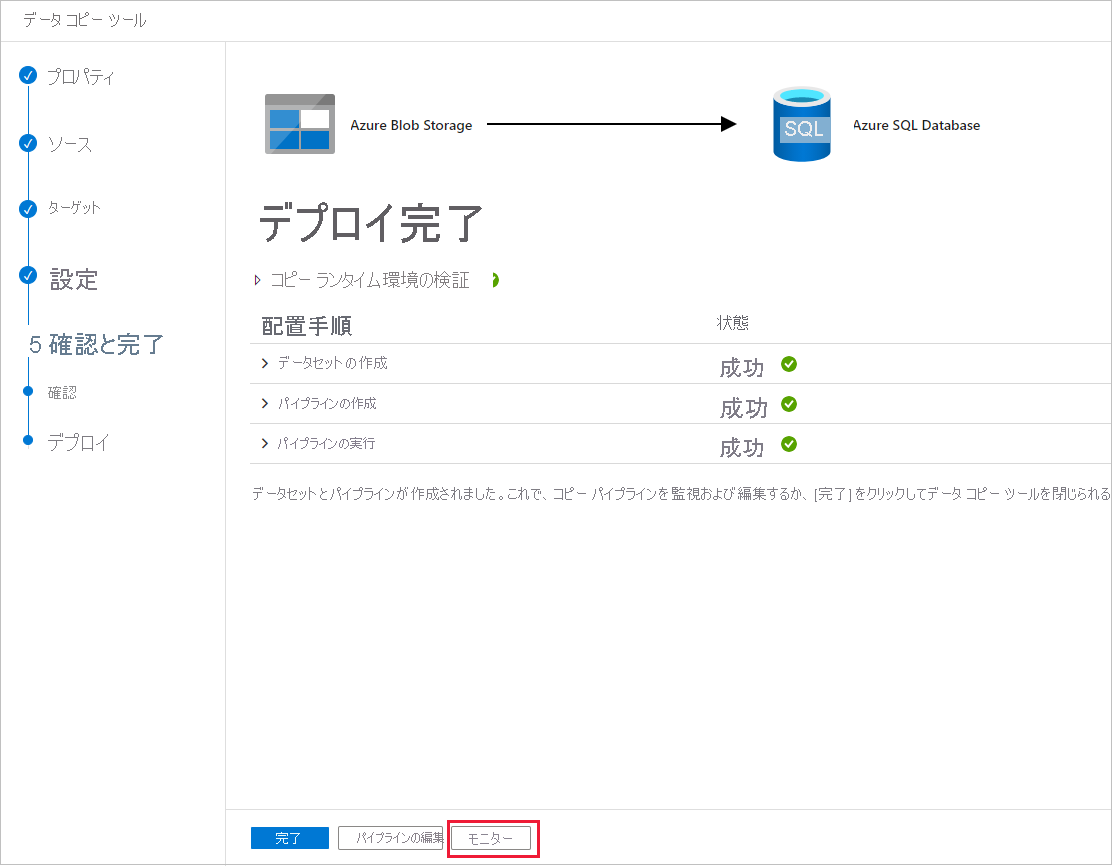 データ コピー ツール
プロパティ
ソース
ターゲット
設定
5 確認と完了
確認
デプロイ
Azure Blob Storage
SQL
Azure SQL Database
デプロイ完了
コピー ランタイム環境の検証
配置手順 状態
データセットの作成 成功
パイプラインの作成 成功
パイプラインの実行 成功
データセットとパイプラインが作成されました。これで、コピー パイプラインを監視および編集するか、[完了] をクリックしてデータ コピー ツールを閉じられる
完了 パイプラインの編集 モニター